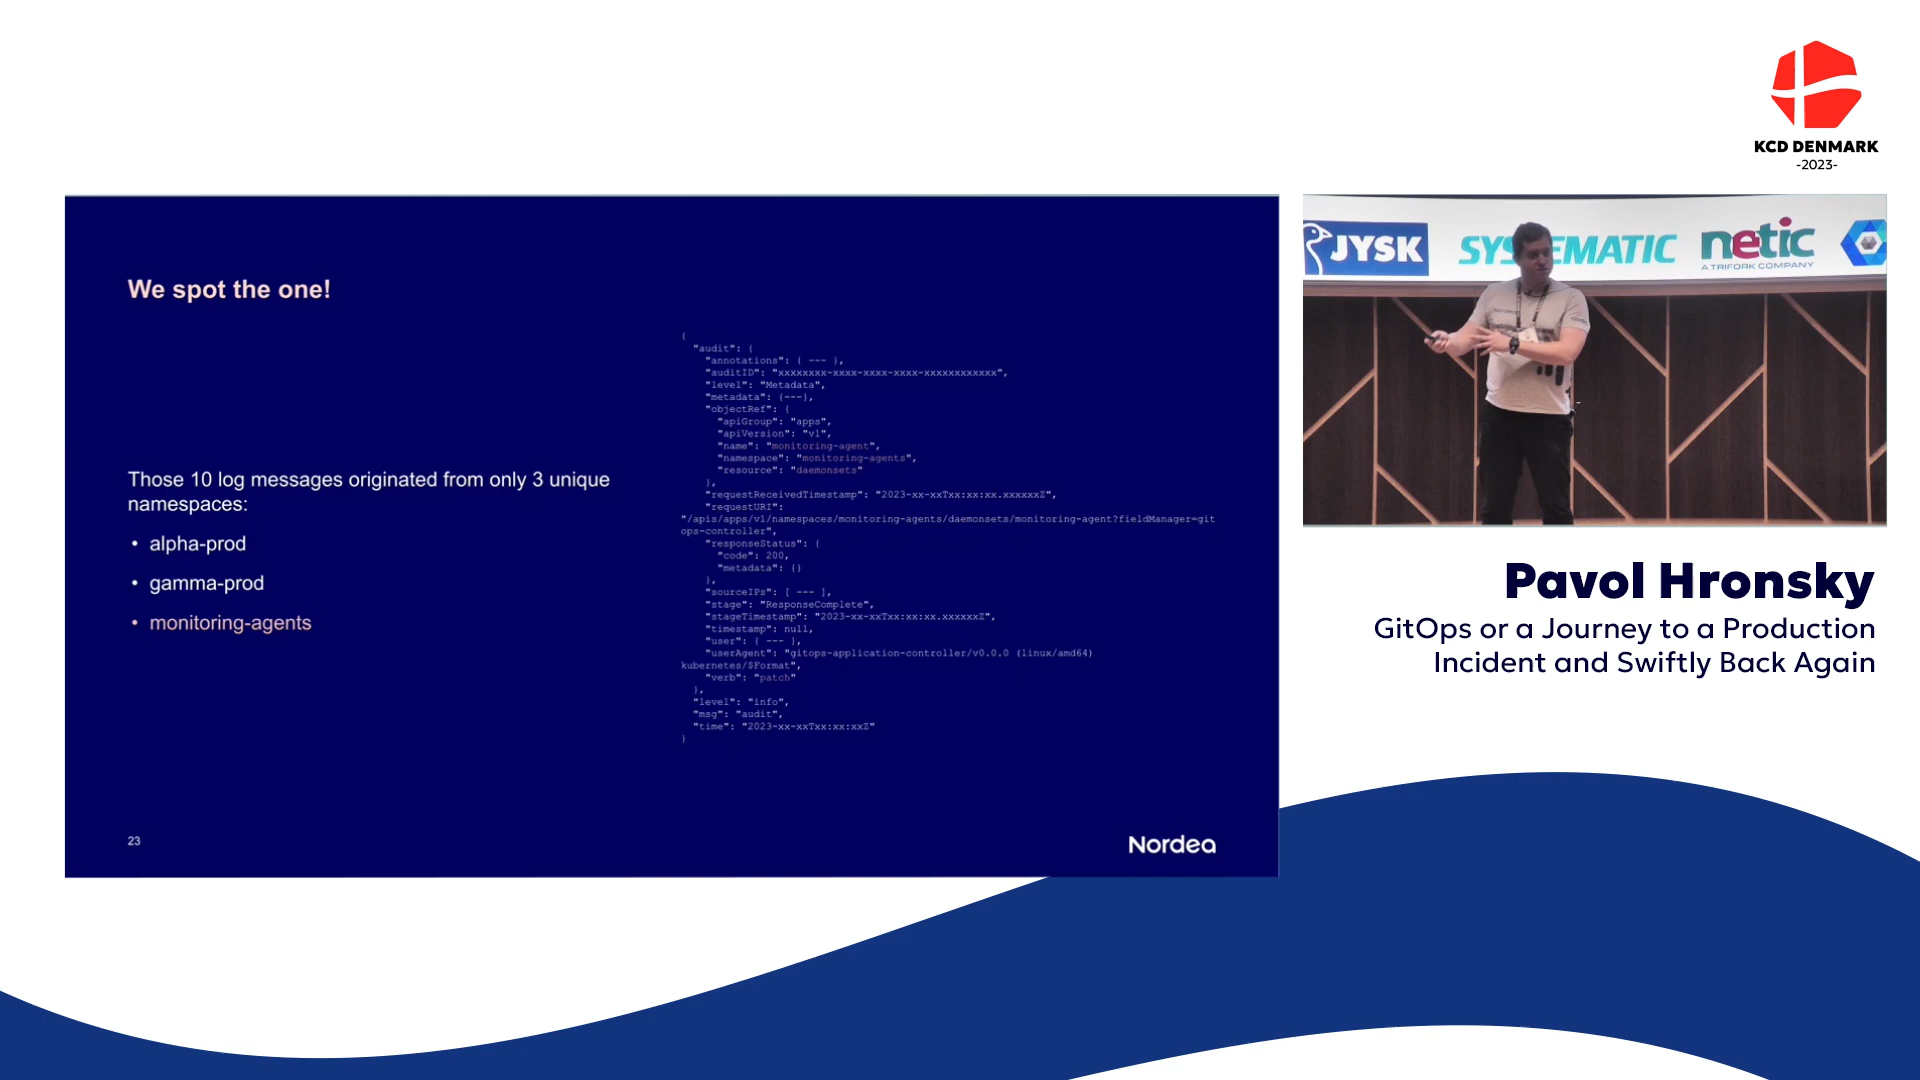 KCD DENMARK
-2023-
We spot the one!
Those 10 log messages originated from only 3 unique
namespaces:
• alpha-prod
• gamma-prod
• monitoring-agents
{
"audit": {
"annotations": { --- },
"auditID": "xxxxxxxx-xxxx-xxxx-xxxx-xxxxxxxxxxxx",
"level": "Metadata",
"metadata": {---},
"objectRef": {
"apiGroup": "apps",
"apiVersion": "v1",
"name": "monitoring-agent",
"namespace": "monitoring-agents",
"resource": "daemonsets"
},
"requestReceivedTimestamp": "2023-xx-xxTxx:xx:xx.xxxxxxZ",
"requestURI":
"/apis/apps/v1/namespaces/monitoring-agents/daemonsets/monitoring-agent?fieldManager=git
ops-controller",
"responseStatus": {
"code": 200,
"metadata": {}
},
"sourceIPs": [ --- ],
"stage": "ResponseComplete",
"stageTimestamp": "2023-xx-xxTxx:xx:xx.xxxxxxZ",
"timestamp": null,
"user": { --- },
"userAgent": "gitops-application-controller/v0.0.0 (linux/amd64)
kubernetes/$Format",
"verb": "patch"
},
"level": "info",
"msg": "audit",
"time": "2023-xx-xxTxx:xx:xxZ"
}
23
Nordea
JYSK
SYSTEMATIC
netic
A TRIFORK COMPANY
Pavol Hronsky
GitOps or a Journey to a Production
Incident and Swiftly Back Again